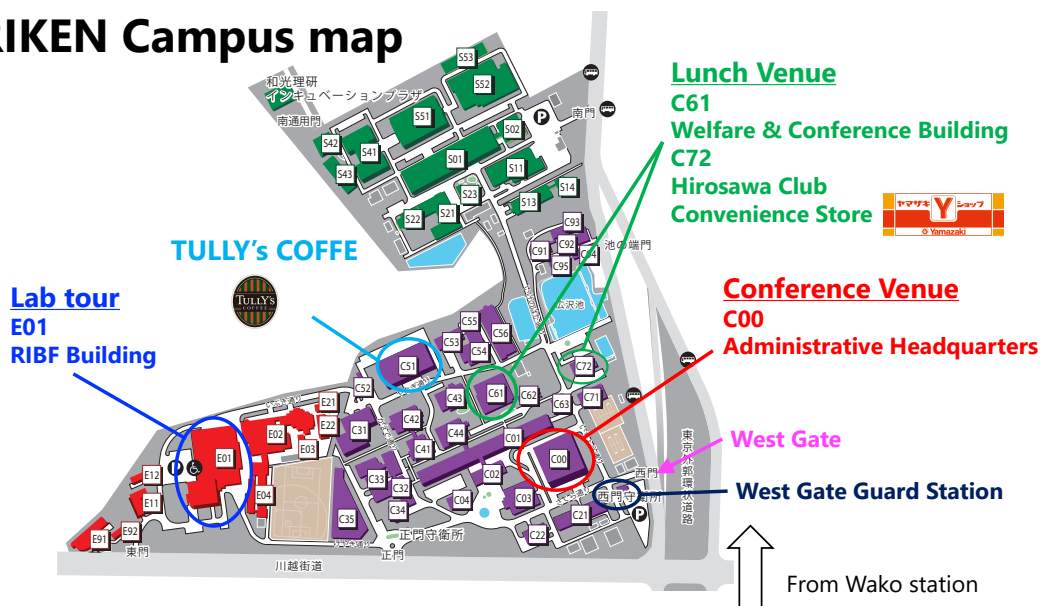 RIKEN Campus map
Lunch Venue
C61
Welfare & Conference Building
C72
Hirosawa Club
Convenience Store
ヤマザキ Y ショップ
Yamazaki
TULLY's COFFE
TULLY'S
COFFEE
Lab tour
E01
RIBF Building
Conference Venue
C00
Administrative Headquarters
West Gate
West Gate Guard Station
From Wako station
和光理研
インキュベーションプラザ
南通用門
南門
池の端門
広沢池
西門
西門守衛所
東京外郭環状道路
正門守衛所
正門
東門
川越街道
S53
S52
S51
S02
P
S42
S41
S43
S01
S11
S14
S13
S23
S22
S21
C93
C92
C91
C94
C95
C55
C56
C53
C54
C51
C52
C72
C61
C62
C63
C71
C43
C42
C44
C41
C01
C00
C31
C33
C32
C34
C35
C02
C03
C04
C21
C22
P
E21
E22
E02
E03
E01
E04
P
E12
E11
E92
E91